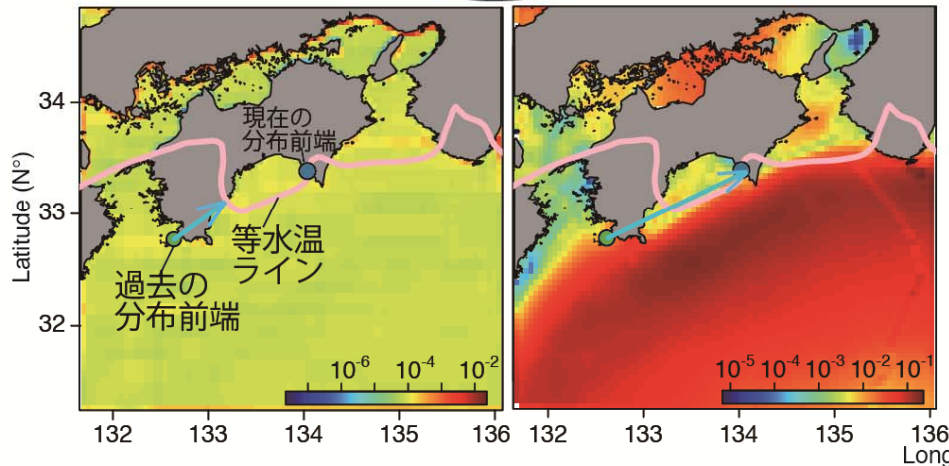 Latitude (N°)
34
33
32
現在の
分布前端
等水温
ライン
過去の
分布前端
10-6 10-4 10-2
132 133 134 135 136
10-5 10-4 10-3 10-2 10-1
132 133 134 135 136
Long